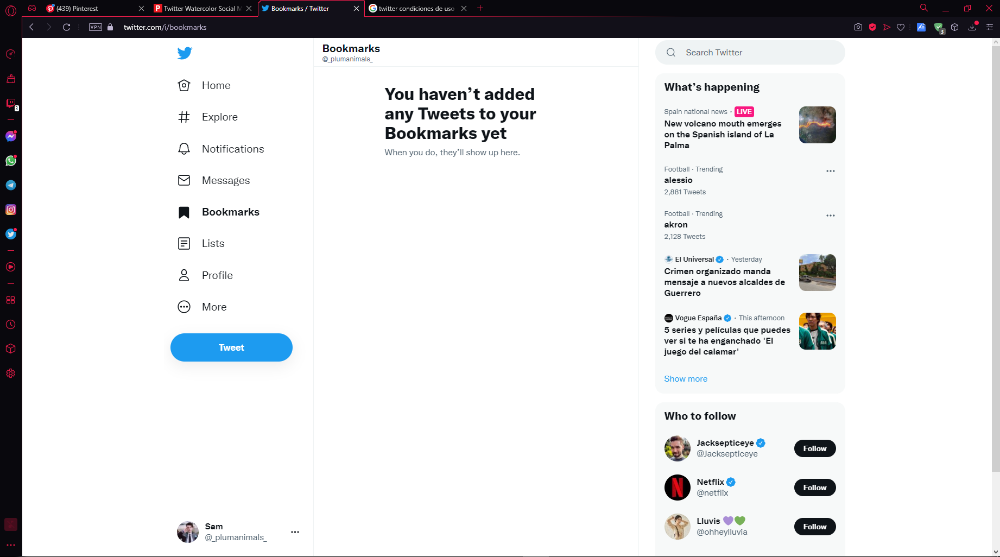 (439) Pinterest
Twitter Watercolor Social M
Bookmarks / Twitter
twitter condiciones de uso
VPN
twitter.com/i/bookmarks
3
3
Home
Explore
Notifications
Messages
Bookmarks
Lists
Profile
More
Tweet
Sam
@_plumanimals_
Bookmarks
@_plumanimals_
You haven’t added
any Tweets to your
Bookmarks yet
When you do, they’ll show up here.
Search Twitter
What’s happening
Spain national news · LIVE
New volcano mouth emerges
on the Spanish island of La
Palma
Football · Trending
alessio
2,881 Tweets
Football · Trending
akron
2,128 Tweets
El Universal · Yesterday
Crimen organizado manda
mensaje a nuevos alcaldes de
Guerrero
Vogue España · This afternoon
5 series y películas que puedes
ver si te ha enganchado 'El
juego del calamar'
456
Show more
Who to follow
Jacksepticeye
@Jacksepticeye
Follow
Netflix
@netflix
Follow
Lluvis 💜💚
@ohheylluvia
Follow